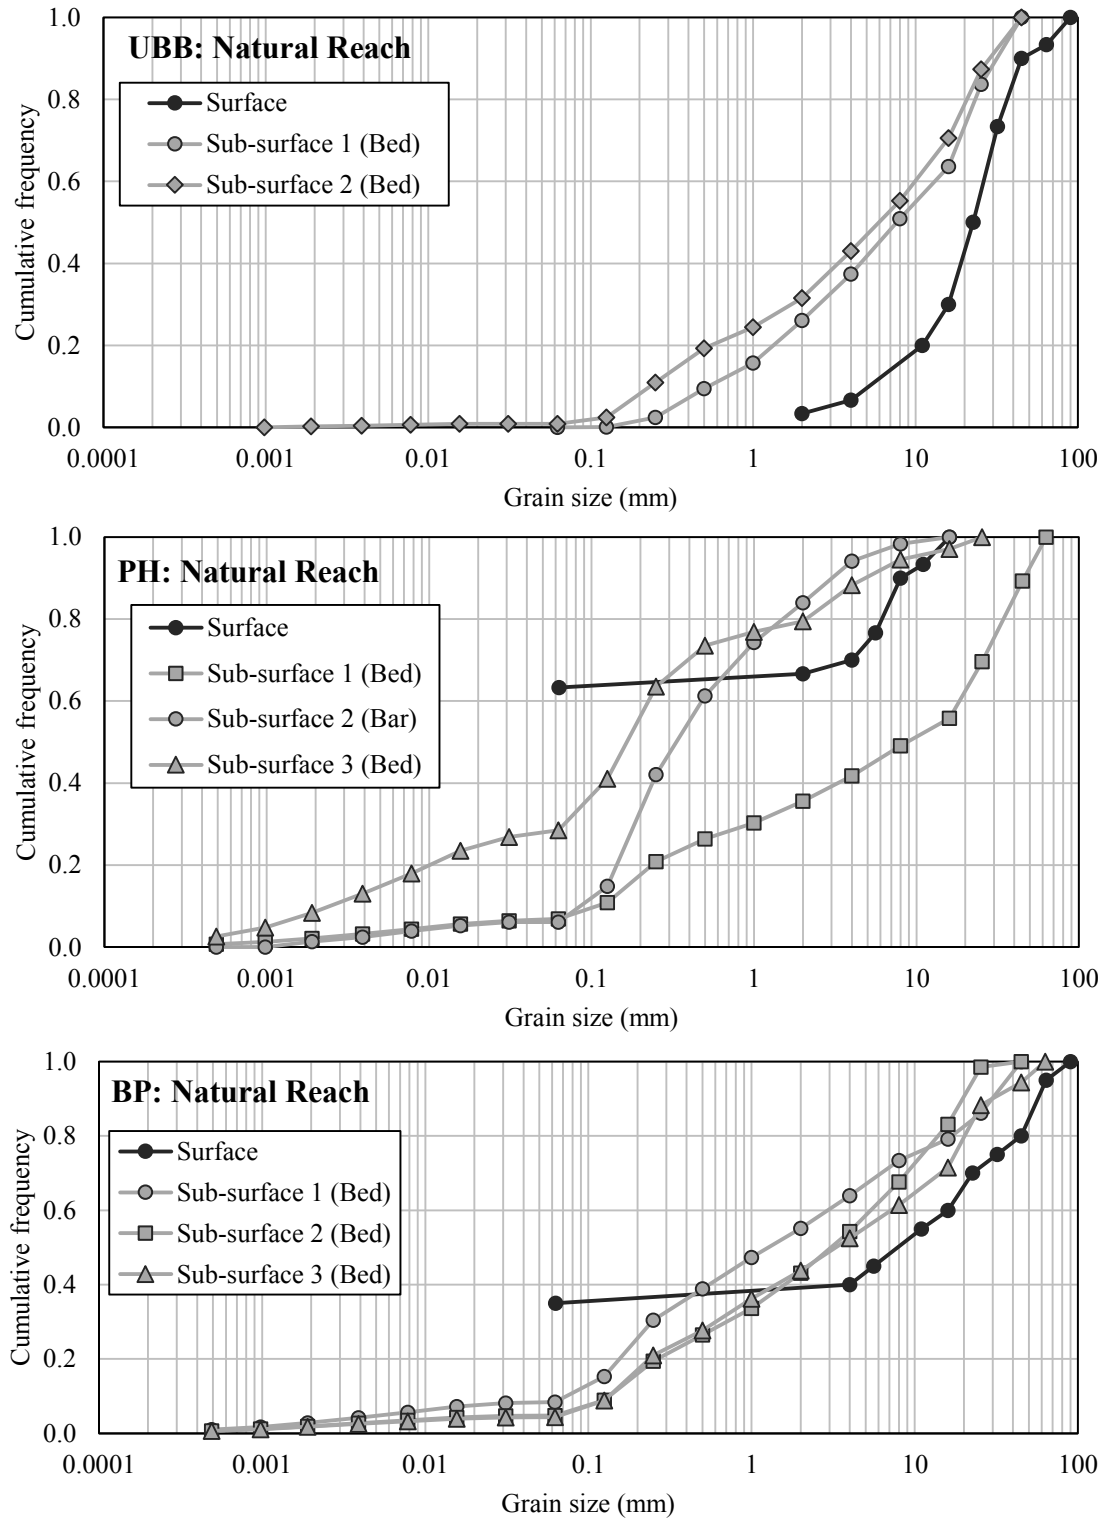 UBB: Natural Reach
Surface
Sub-surface 1 (Bed)
Sub-surface 2 (Bed)
Cumulative frequency
1.0
0.8
0.6
0.4
0.2
0.0
0.0001 0.001 0.01 0.1 1 10 100
Grain size (mm)
PH: Natural Reach
Surface
Sub-surface 1 (Bed)
Sub-surface 2 (Bar)
Sub-surface 3 (Bed)
Cumulative frequency
1.0
0.8
0.6
0.4
0.2
0.0
0.0001 0.001 0.01 0.1 1 10 100
Grain size (mm)
BP: Natural Reach
Surface
Sub-surface 1 (Bed)
Sub-surface 2 (Bed)
Sub-surface 3 (Bed)
Cumulative frequency
1.0
0.8
0.6
0.4
0.2
0.0
0.0001 0.001 0.01 0.1 1 10 100
Grain size (mm)